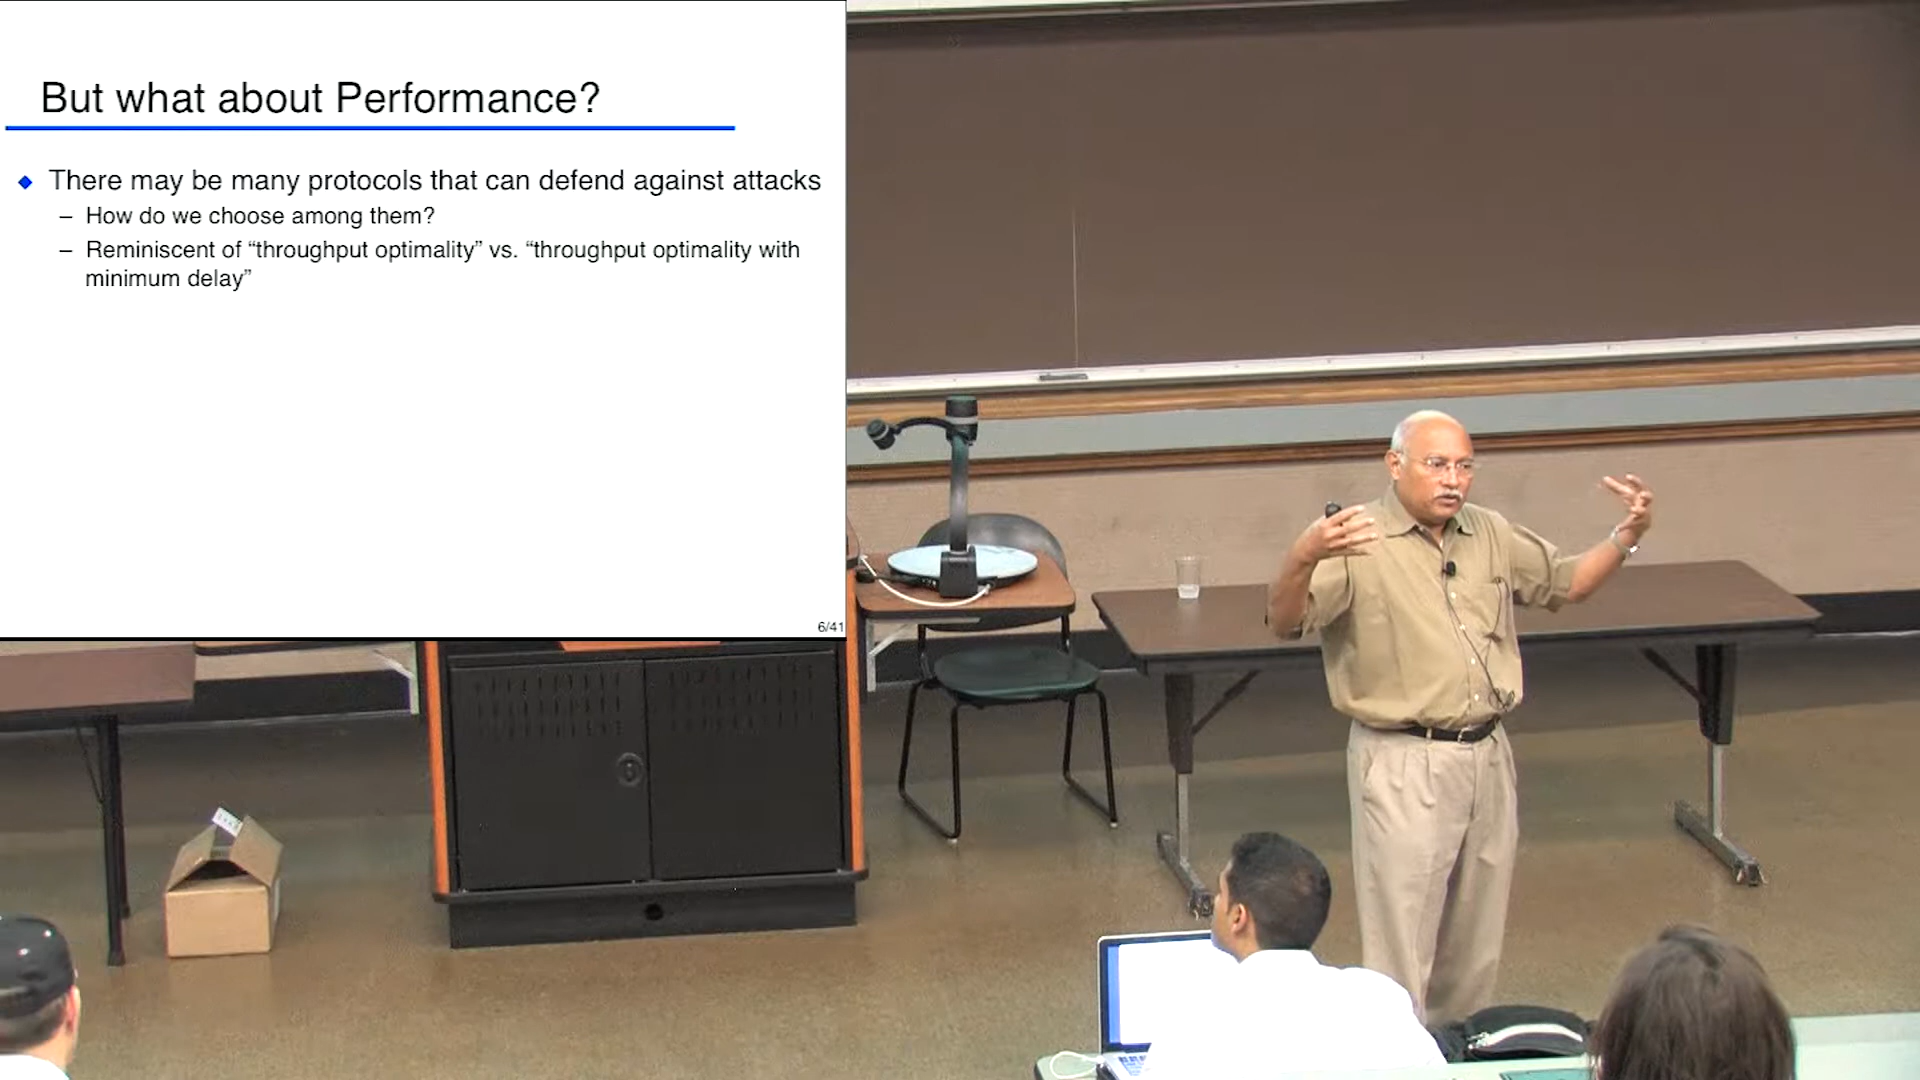 But what about Performance?
There may be many protocols that can defend against attacks
– How do we choose among them?
– Reminiscent of “throughput optimality” vs. “throughput optimality with
minimum delay”
6/41